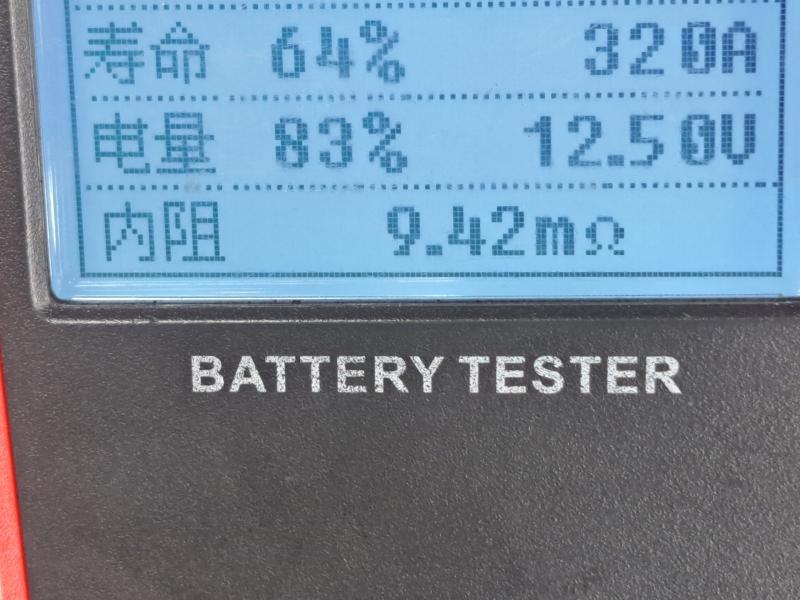 寿命 64% 320A
电量 83% 12.50V
内阻 9.42mΩ
BATTERY TESTER